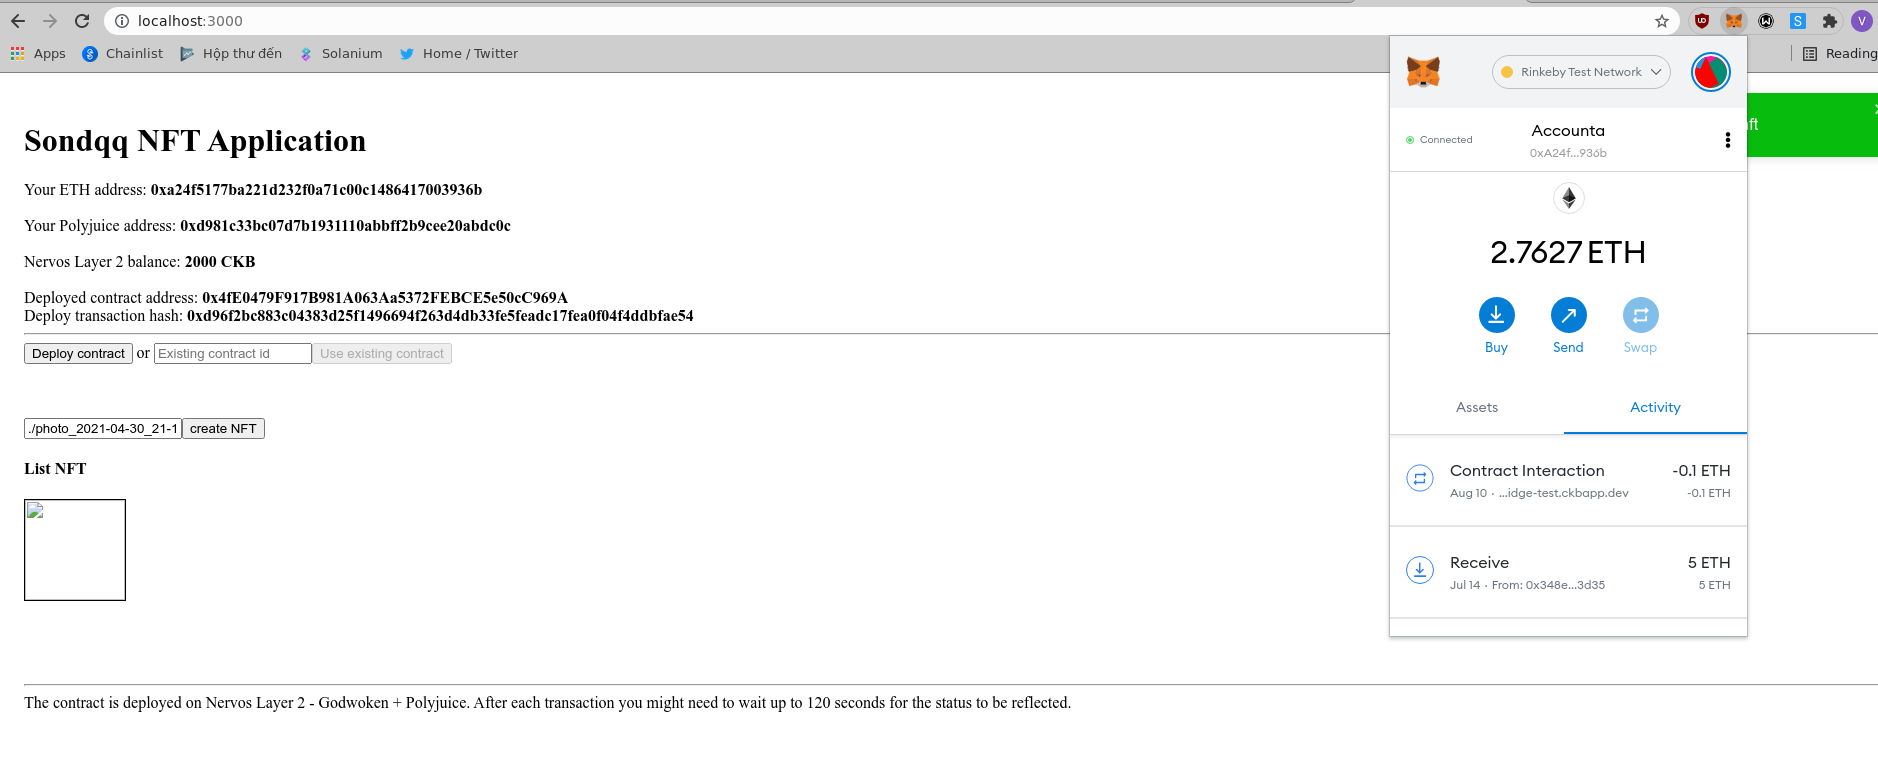 localhost:3000
Apps
Chainlist
Hộp thư đến
Solanium
Home / Twitter
Reading
Sondqq NFT Application
Your ETH address: 0xa24f5177ba221d232f0a71c00c1486417003936b
Your Polyjuice address: 0xd981c33bc07d7b1931110abbff2b9cee20abdc0c
Nervos Layer 2 balance: 2000 CKB
Deployed contract address: 0x4fE0479F917B981A063Aa5372FEBCE5e50cC969A
Deploy transaction hash: 0xd96f2bc883c04383d25f1496694f263d4db33fe5feadc17fea0f04f4ddbfae54
Deploy contract or Existing contract id Use existing contract
./photo_2021-04-30_21-1 create NFT
List NFT
The contract is deployed on Nervos Layer 2 - Godwoken + Polyjuice. After each transaction you might need to wait up to 120 seconds for the status to be reflected.
Rinkeby Test Network
Connected
Accounta
0xA24f...936b
2.7627 ETH
Buy
Send
Swap
Assets
Activity
Contract Interaction -0.1 ETH
Aug 10 · ...idge-test.ckbapp.dev -0.1 ETH
Receive 5 ETH
Jul 14 · From: 0x348e...3d35 5 ETH
V
S